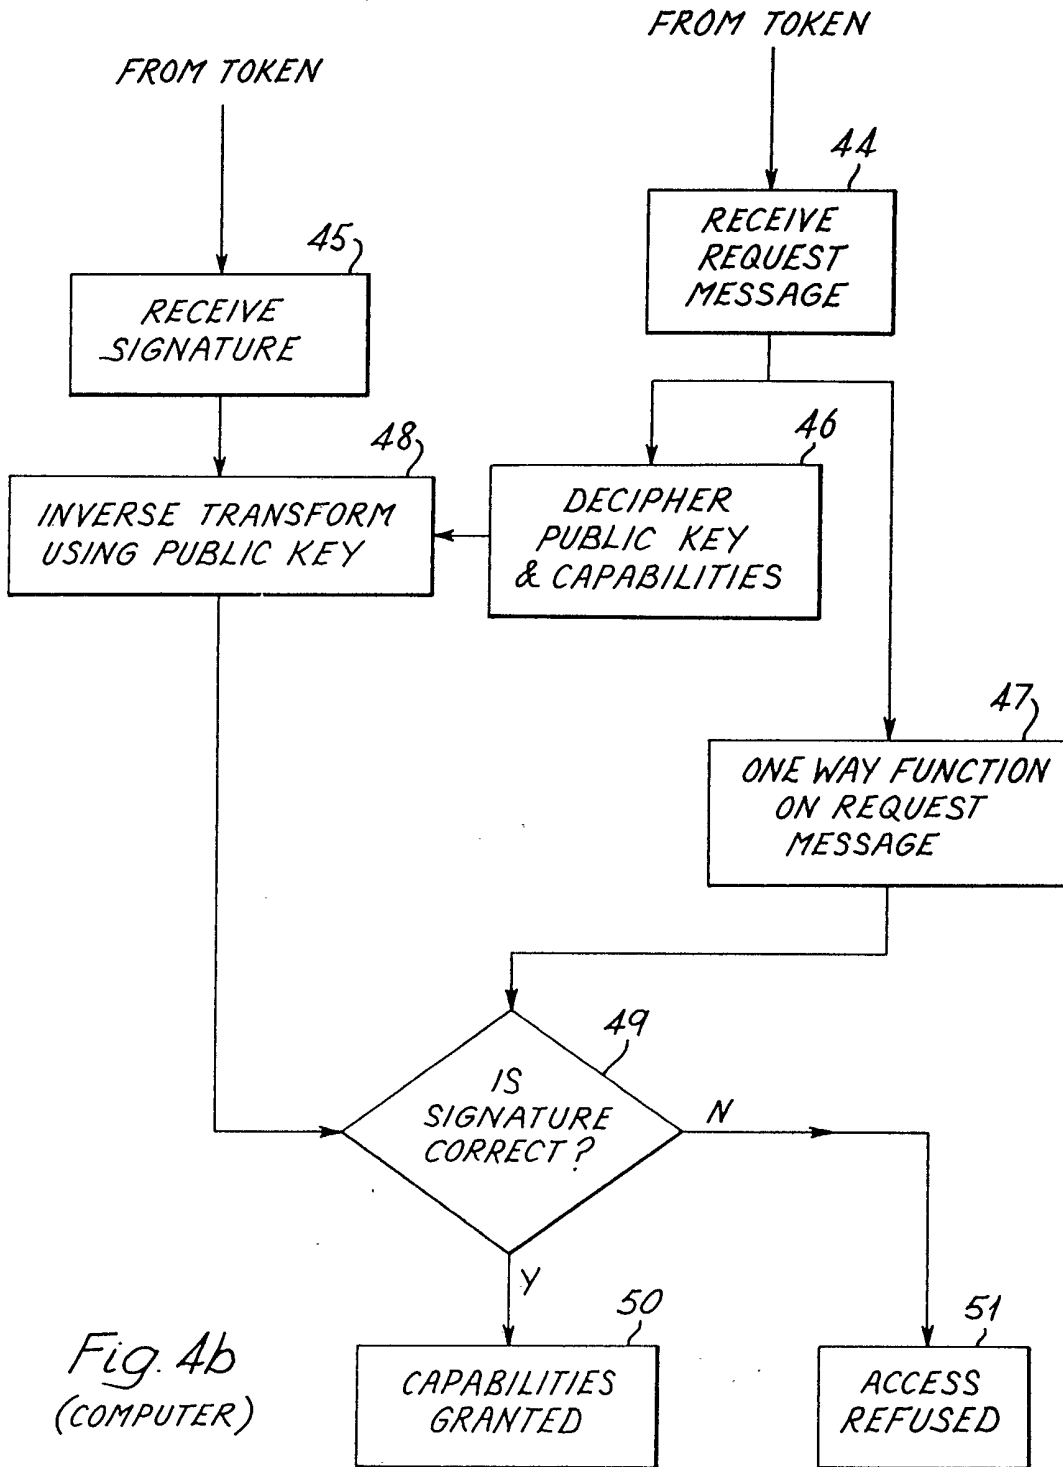 FROM TOKEN
FROM TOKEN
44
RECEIVE
REQUEST
MESSAGE
45
RECEIVE
SIGNATURE
46
DECIPHER
PUBLIC KEY
& CAPABILITIES
48
INVERSE TRANSFORM
USING PUBLIC KEY
47
ONE WAY FUNCTION
ON REQUEST
MESSAGE
49
IS
SIGNATURE
CORRECT?
N
Y
50
CAPABILITIES
GRANTED
51
ACCESS
REFUSED
Fig. 4b
(COMPUTER)